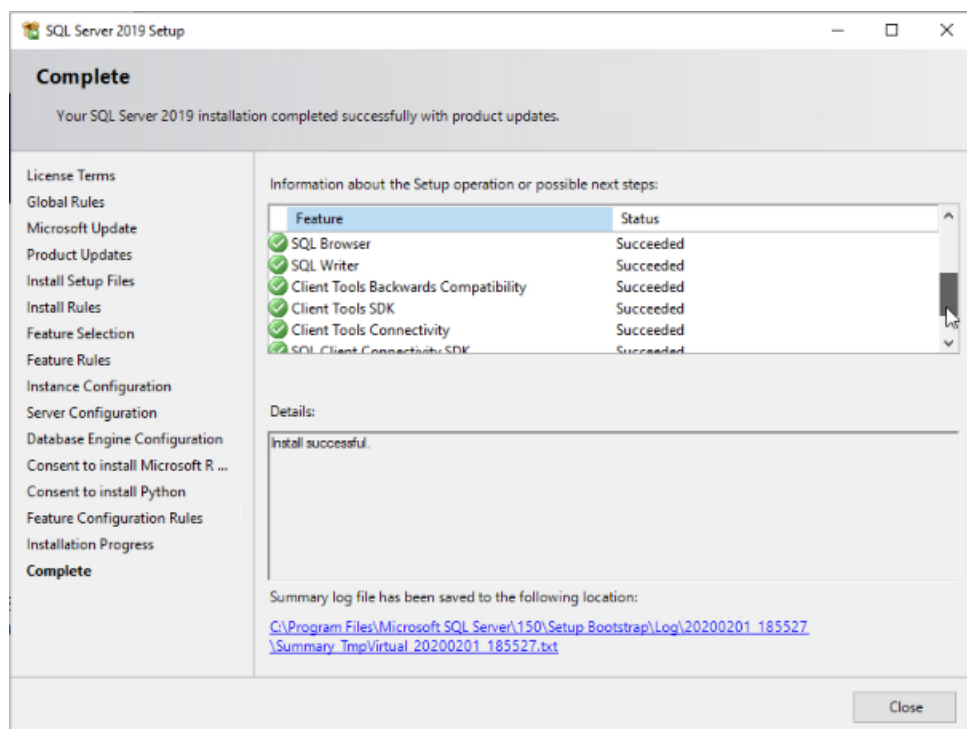 SQL Server 2019 Setup
Complete
Your SQL Server 2019 installation completed successfully with product updates.
License Terms
Global Rules
Microsoft Update
Product Updates
Install Setup Files
Install Rules
Feature Selection
Feature Rules
Instance Configuration
Server Configuration
Database Engine Configuration
Consent to install Microsoft R ...
Consent to install Python
Feature Configuration Rules
Installation Progress
Complete
Information about the Setup operation or possible next steps:
Feature Status
SQL Browser Succeeded
SQL Writer Succeeded
Client Tools Backwards Compatibility Succeeded
Client Tools SDK Succeeded
Client Tools Connectivity Succeeded
SQL Client Connectivity SDK Succeeded
Details:
Install successful.
Summary log file has been saved to the following location:
C:\Program Files\Microsoft SQL Server\150\Setup Bootstrap\Log\20200201_185527
\Summary_TmpVirtual_20200201_185527.txt
Close